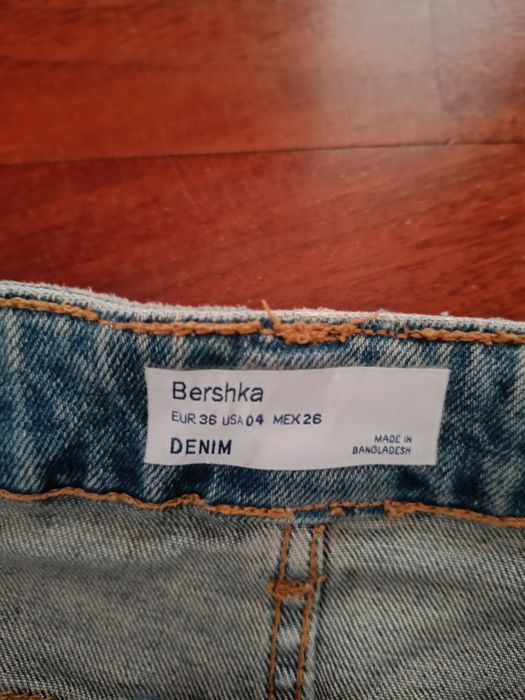 Bershka
EUR 36 USA 04 MEX 26
DENIM
MADE IN
BANGLADESH